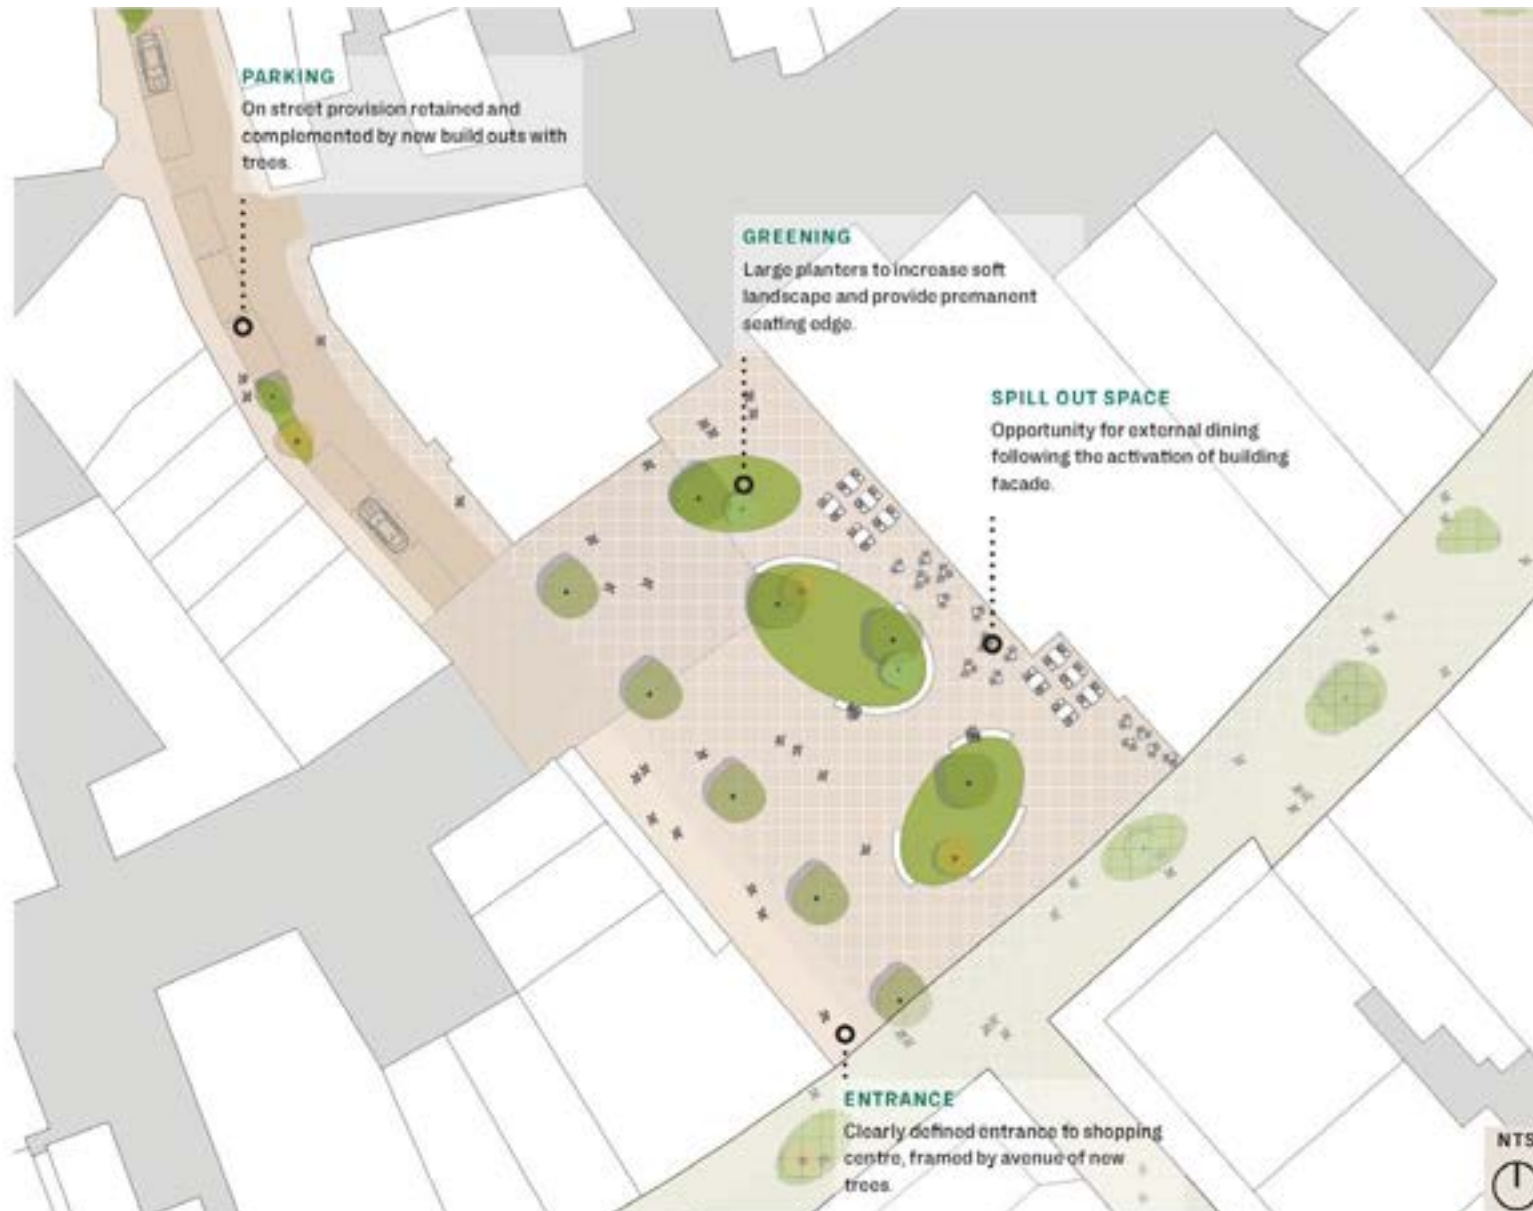 PARKING
On street provision retained and
complemented by new build outs with
trees.
GREENING
Large planters to increase soft
landscape and provide premanent
seating edge.
SPILL OUT SPACE
Opportunity for external dining
following the activation of building
facade.
ENTRANCE
Clearly defined entrance to shopping
centre, framed by avenue of new
trees.
NTS